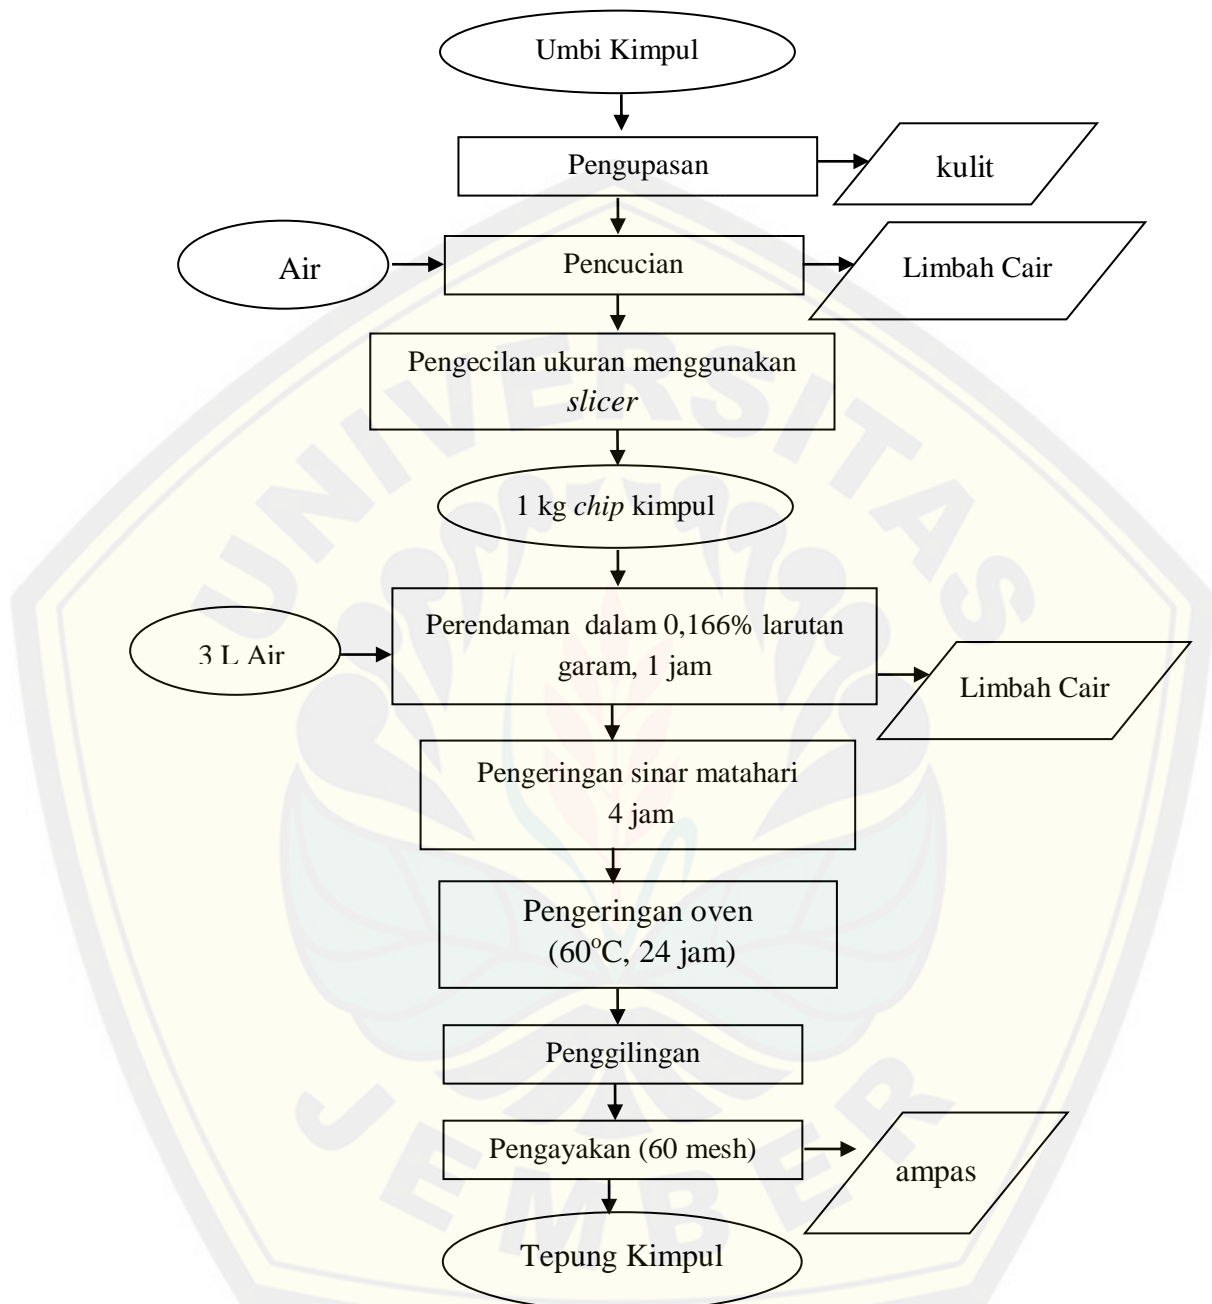 Umbi Kimpul
Pengupasan
kulit
Air
Pencucian
Limbah Cair
Pengecilan ukuran menggunakan
slicer
1 kg chip kimpul
Perendaman dalam 0,166% larutan
garam, 1 jam
3 L Air
Limbah Cair
Pengeringan sinar matahari
4 jam
Pengeringan oven
(60°C, 24 jam)
Penggilingan
Pengayakan (60 mesh)
ampas
Tepung Kimpul
UNIVERSITAS
JEMBER